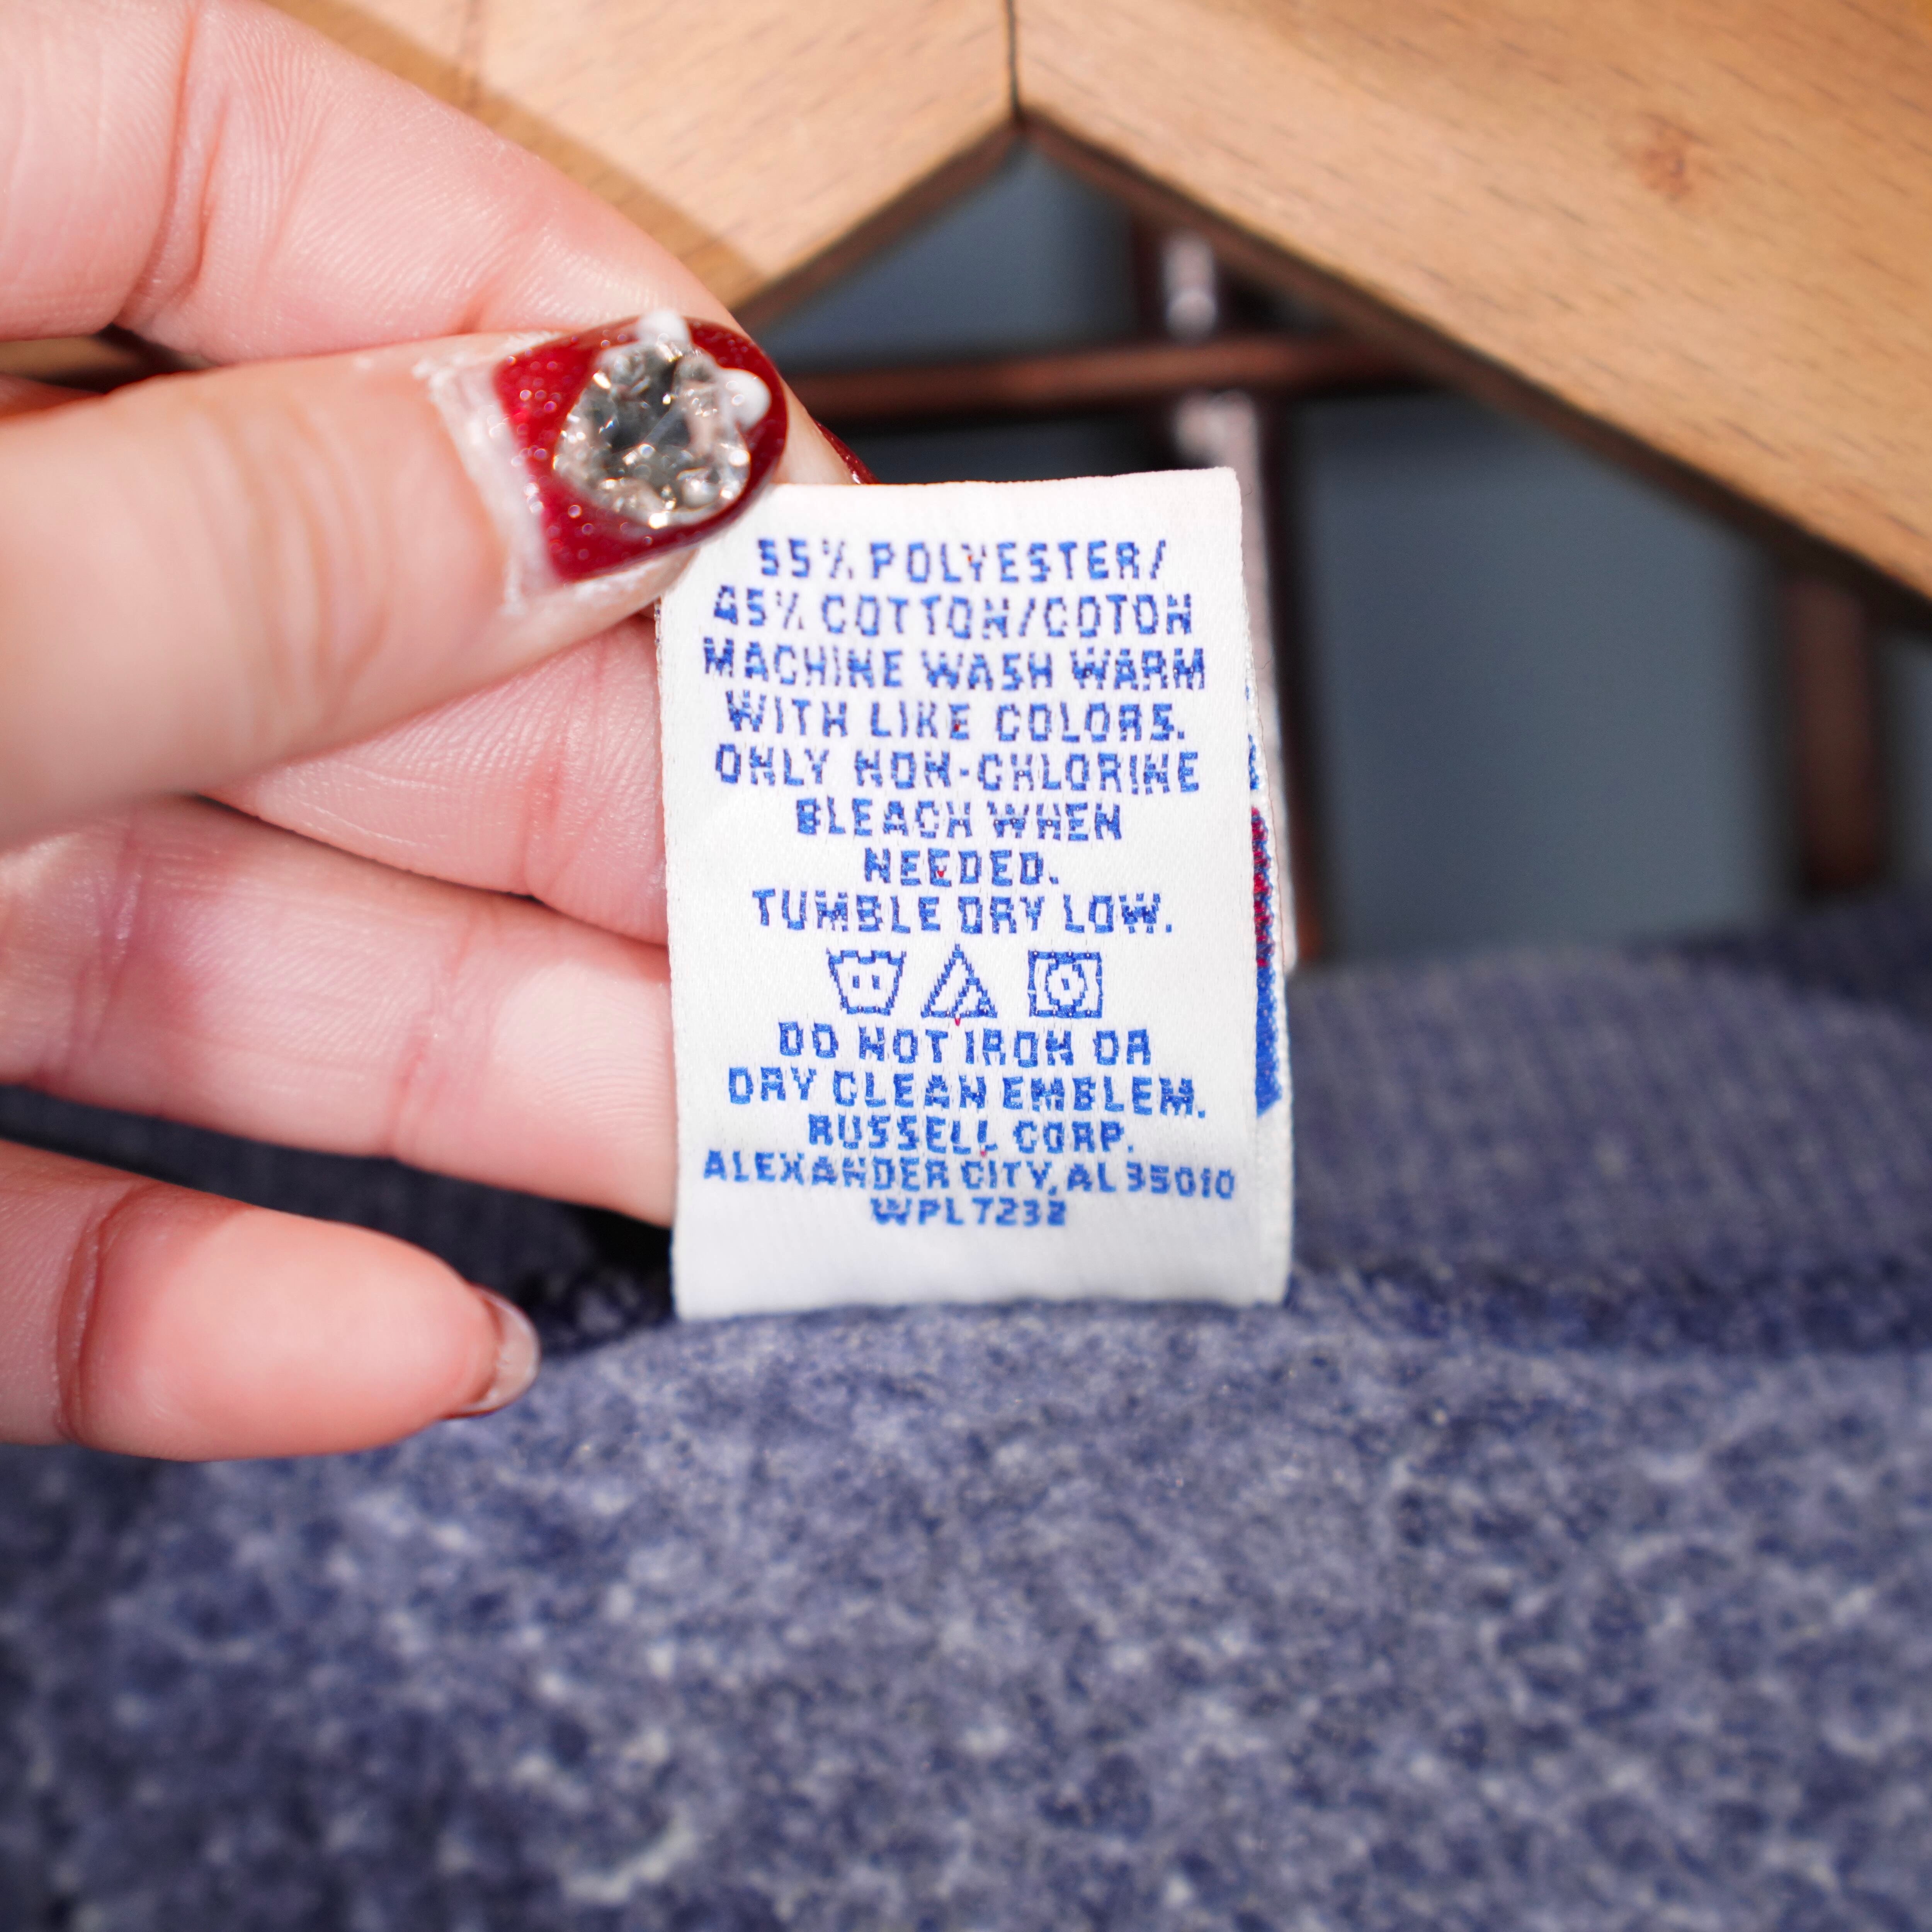 55% POLYESTER/
45% COTTON/COTON
MACHINE WASH WARM
WITH LIKE COLORS.
ONLY NON-CHLORINE
BLEACH WHEN
NEEDED.
TUMBLE DRY LOW.
DO NOT IRON OR
DRY CLEAN EMBLEM.
RUSSELL CORP.
ALEXANDER CITY, AL 35010
WPL 7232